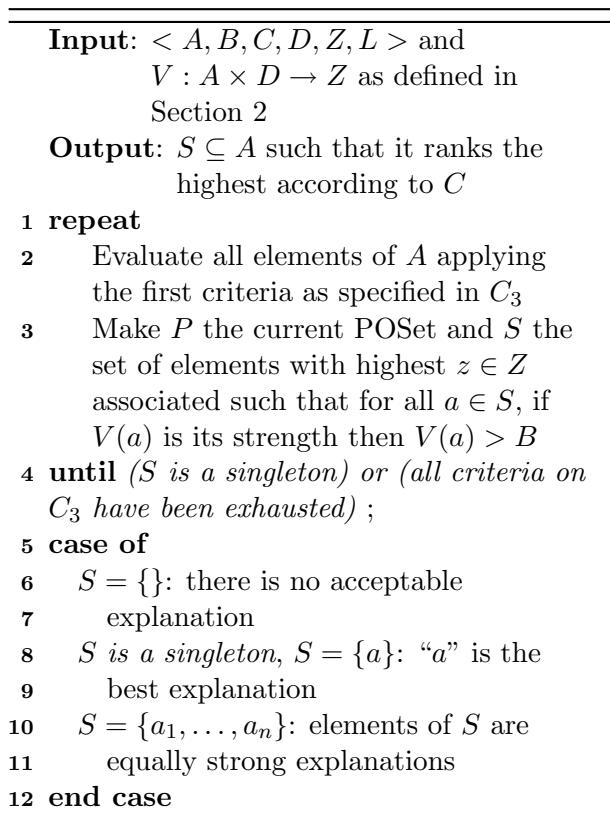 Input: < A, B, C, D, Z, L > and
V : A × D → Z as defined in
Section 2
Output: S ⊆ A such that it ranks the
highest according to C
1 repeat
2 Evaluate all elements of A applying
the first criteria as specified in C₃
3 Make P the current POSet and S the
set of elements with highest z ∈ Z
associated such that for all a ∈ S, if
V(a) is its strength then V(a) > B
4 until (S is a singleton) or (all criteria on
C₃ have been exhausted) ;
5 case of
6 S = {}: there is no acceptable
7 explanation
8 S is a singleton, S = {a}: “a” is the
9 best explanation
10 S = {a₁, . . . , aₙ}: elements of S are
11 equally strong explanations
12 end case